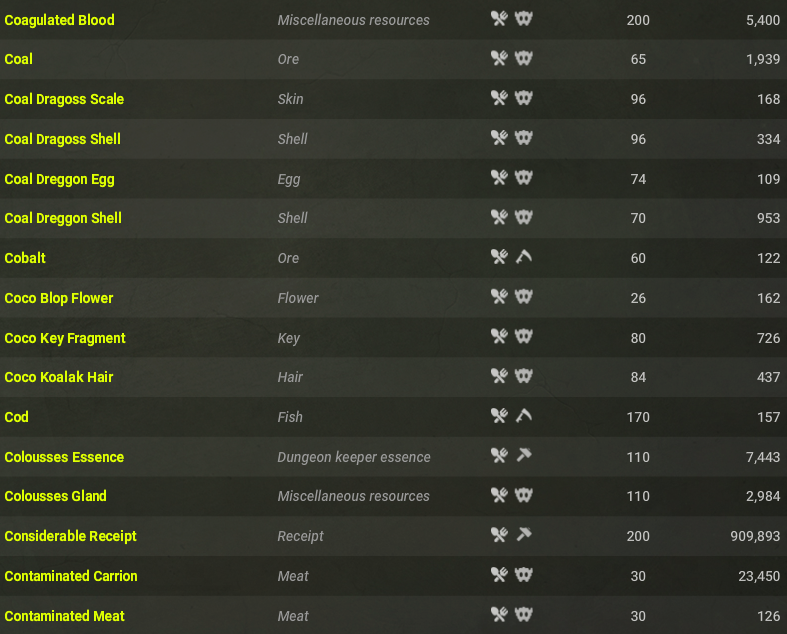 Coagulated Blood Miscellaneous resources 200 5,400
Coal Ore 65 1,939
Coal Dragoss Scale Skin 96 168
Coal Dragoss Shell Shell 96 334
Coal Dreggon Egg Egg 74 109
Coal Dreggon Shell Shell 70 953
Cobalt Ore 60 122
Coco Blop Flower Flower 26 162
Coco Key Fragment Key 80 726
Coco Koalak Hair Hair 84 437
Cod Fish 170 157
Colousses Essence Dungeon keeper essence 110 7,443
Colousses Gland Miscellaneous resources 110 2,984
Considerable Receipt Receipt 200 909,893
Contaminated Carrion Meat 30 23,450
Contaminated Meat Meat 30 126